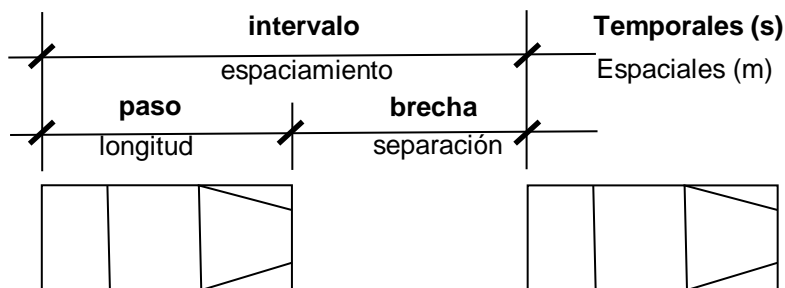 intervalo Temporales (s)
espaciamiento Espaciales (m)
paso brecha
longitud separación